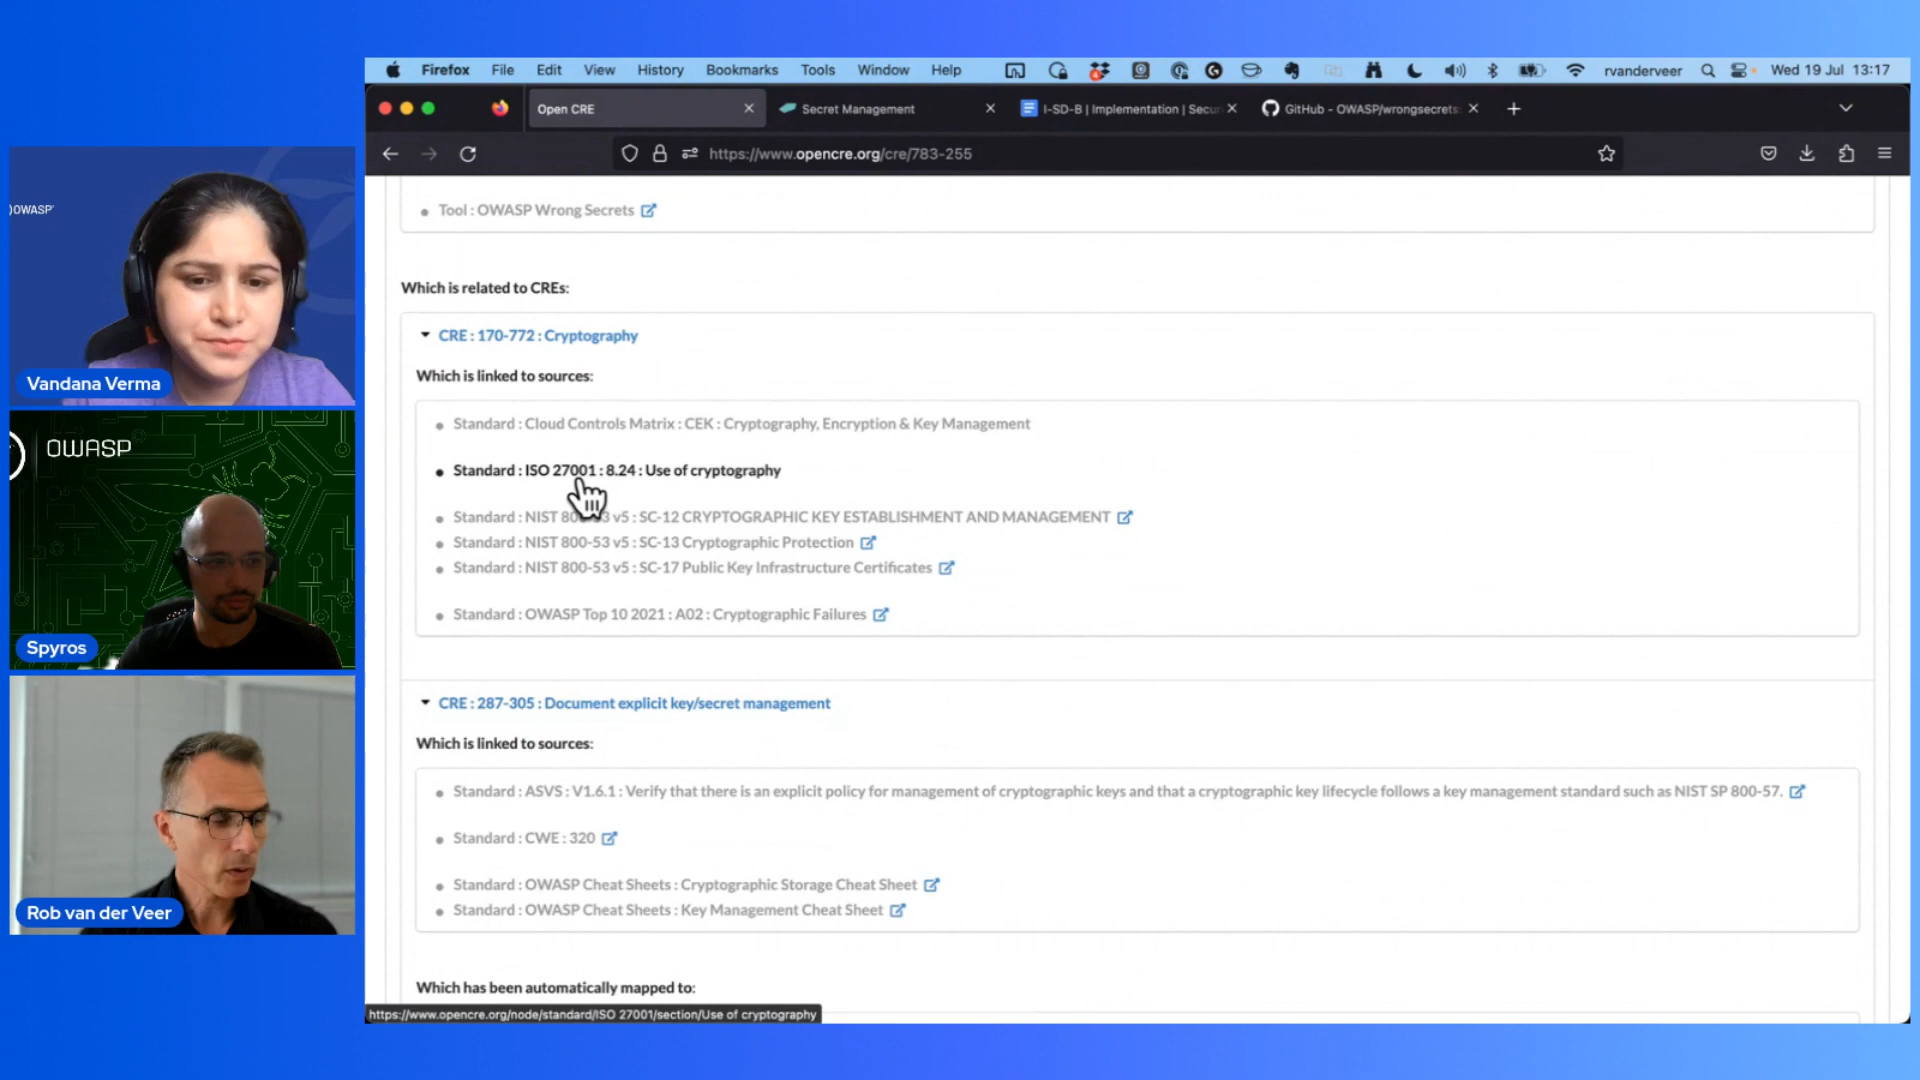 Firefox File Edit View History Bookmarks Tools Window Help rvanderveer Wed 19 Jul 13:17
Open CRE
Secret Management
I-SD-B | Implementation | Secur
GitHub - OWASP/wrongsecrets:
https://www.opencre.org/cre/783-255
)OWASP
Vandana Verma
OWASP
Spyros
Rob van der Veer
Tool : OWASP Wrong Secrets
Which is related to CREs:
CRE : 170-772 : Cryptography
Which is linked to sources:
Standard : Cloud Controls Matrix : CEK : Cryptography, Encryption & Key Management
Standard : ISO 27001 : 8.24 : Use of cryptography
Standard : NIST 800-53 v5 : SC-12 CRYPTOGRAPHIC KEY ESTABLISHMENT AND MANAGEMENT
Standard : NIST 800-53 v5 : SC-13 Cryptographic Protection
Standard : NIST 800-53 v5 : SC-17 Public Key Infrastructure Certificates
Standard : OWASP Top 10 2021 : A02 : Cryptographic Failures
CRE : 287-305 : Document explicit key/secret management
Which is linked to sources:
Standard : ASVS : V1.6.1 : Verify that there is an explicit policy for management of cryptographic keys and that a cryptographic key lifecycle follows a key management standard such as NIST SP 800-57.
Standard : CWE : 320
Standard : OWASP Cheat Sheets : Cryptographic Storage Cheat Sheet
Standard : OWASP Cheat Sheets : Key Management Cheat Sheet
Which has been automatically mapped to:
https://www.opencre.org/node/standard/ISO 27001/section/Use of cryptography